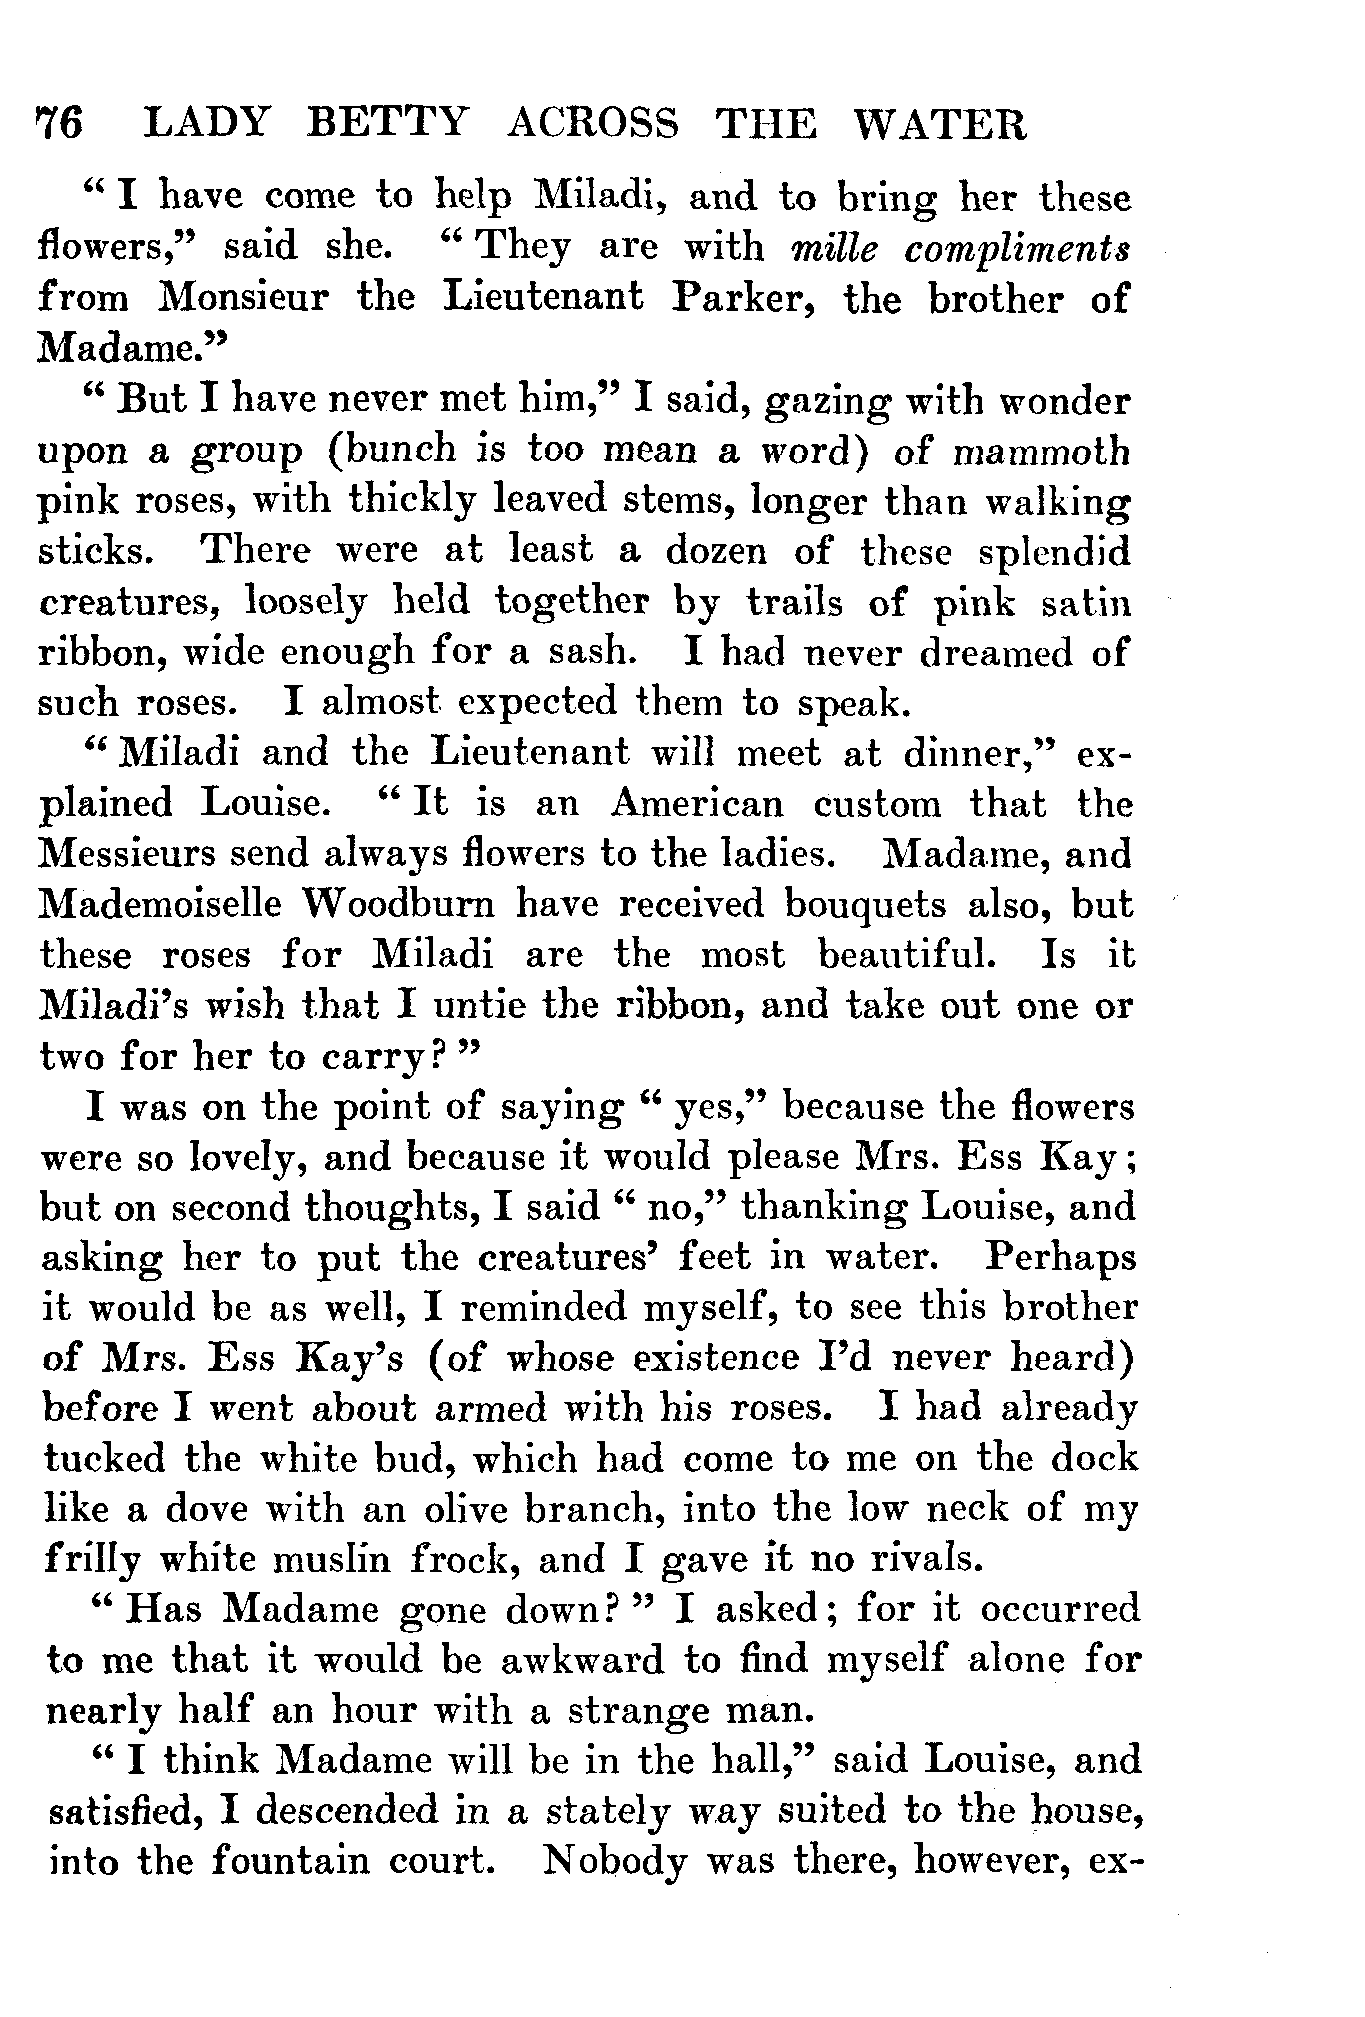 76 LADY BETTY ACROSS THE WATER
“I have come to help Miladi, and to bring her these
flowers,” said she. “They are with mille compliments
from Monsieur the Lieutenant Parker, the brother of
Madame.”
“But I have never met him,” I said, gazing with wonder
upon a group (bunch is too mean a word) of mammoth
pink roses, with thickly leaved stems, longer than walking
sticks. There were at least a dozen of these splendid
creatures, loosely held together by trails of pink satin
ribbon, wide enough for a sash. I had never dreamed of
such roses. I almost expected them to speak.
“Miladi and the Lieutenant will meet at dinner,” ex-
plained Louise. “It is an American custom that the
Messieurs send always flowers to the ladies. Madame, and
Mademoiselle Woodburn have received bouquets also, but
these roses for Miladi are the most beautiful. Is it
Miladi’s wish that I untie the ribbon, and take out one or
two for her to carry?”
I was on the point of saying “yes,” because the flowers
were so lovely, and because it would please Mrs. Ess Kay;
but on second thoughts, I said “no,” thanking Louise, and
asking her to put the creatures’ feet in water. Perhaps
it would be as well, I reminded myself, to see this brother
of Mrs. Ess Kay’s (of whose existence I’d never heard)
before I went about armed with his roses. I had already
tucked the white bud, which had come to me on the dock
like a dove with an olive branch, into the low neck of my
frilly white muslin frock, and I gave it no rivals.
“Has Madame gone down?” I asked; for it occurred
to me that it would be awkward to find myself alone for
nearly half an hour with a strange man.
“I think Madame will be in the hall,” said Louise, and
satisfied, I descended in a stately way suited to the house,
into the fountain court. Nobody was there, however, ex-